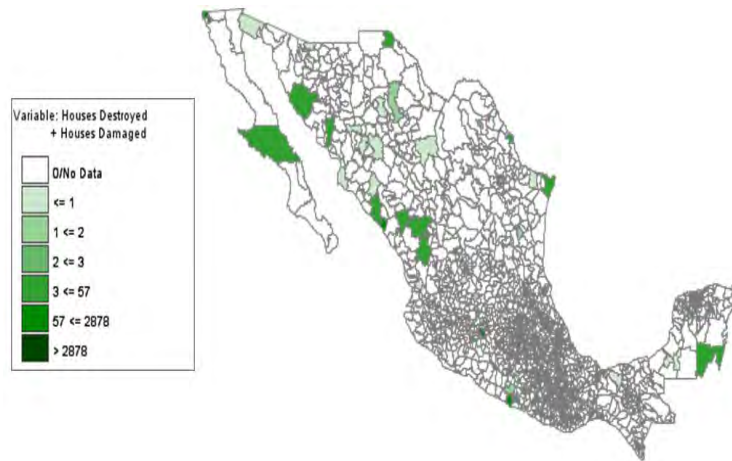 Variable: Houses Destroyed
+ Houses Damaged
0/No Data
<= 1
1 <= 2
2 <= 3
3 <= 57
57 <= 2878
> 2878